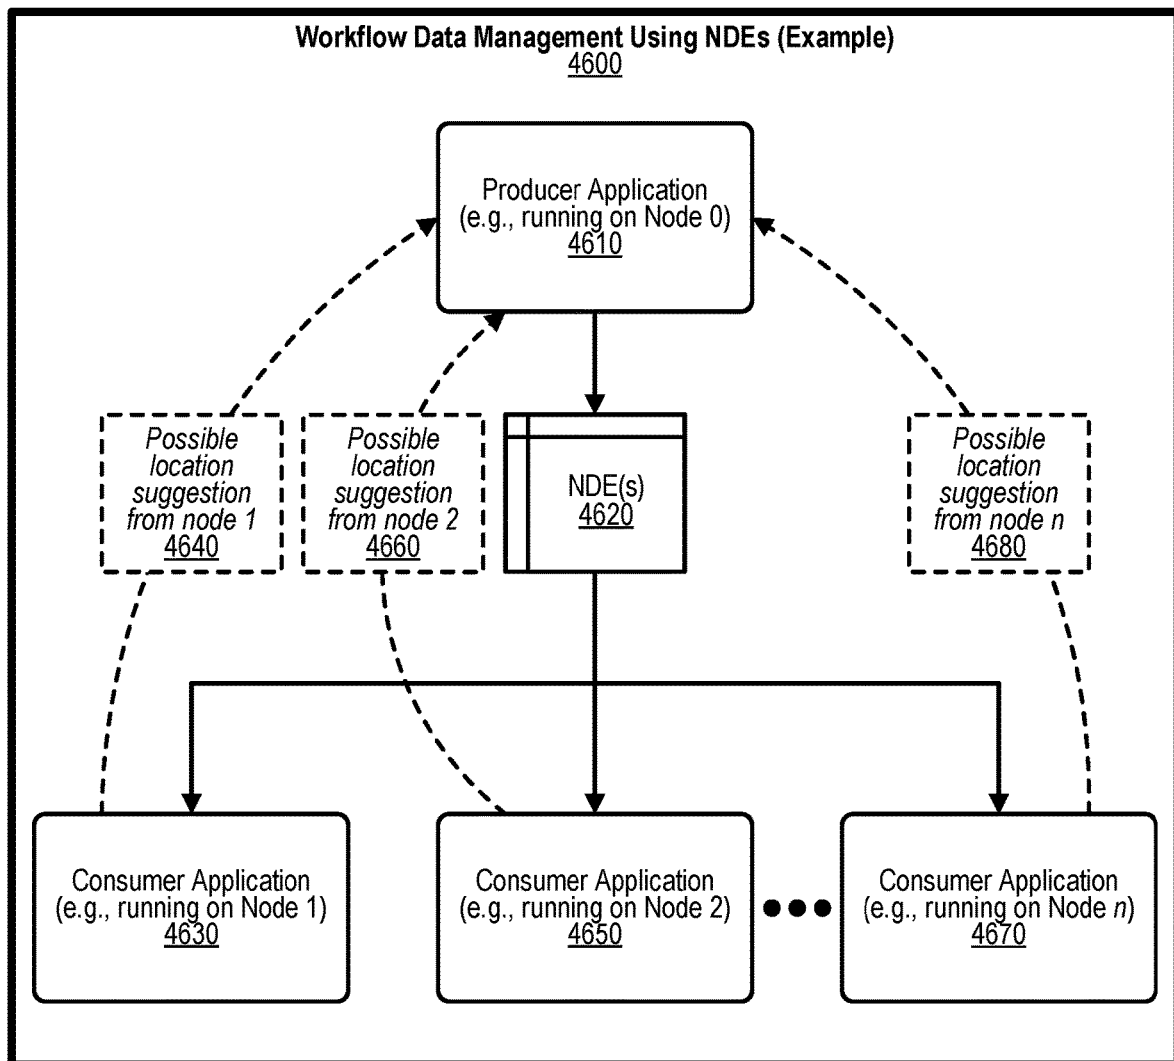 Workflow Data Management Using NDEs (Example)
4600
Producer Application
(e.g., running on Node 0)
4610
Possible
location
suggestion
from node 1
4640
Possible
location
suggestion
from node 2
4660
NDE(s)
4620
Possible
location
suggestion
from node n
4680
Consumer Application
(e.g., running on Node 1)
4630
Consumer Application
(e.g., running on Node 2)
4650
Consumer Application
(e.g., running on Node n)
4670